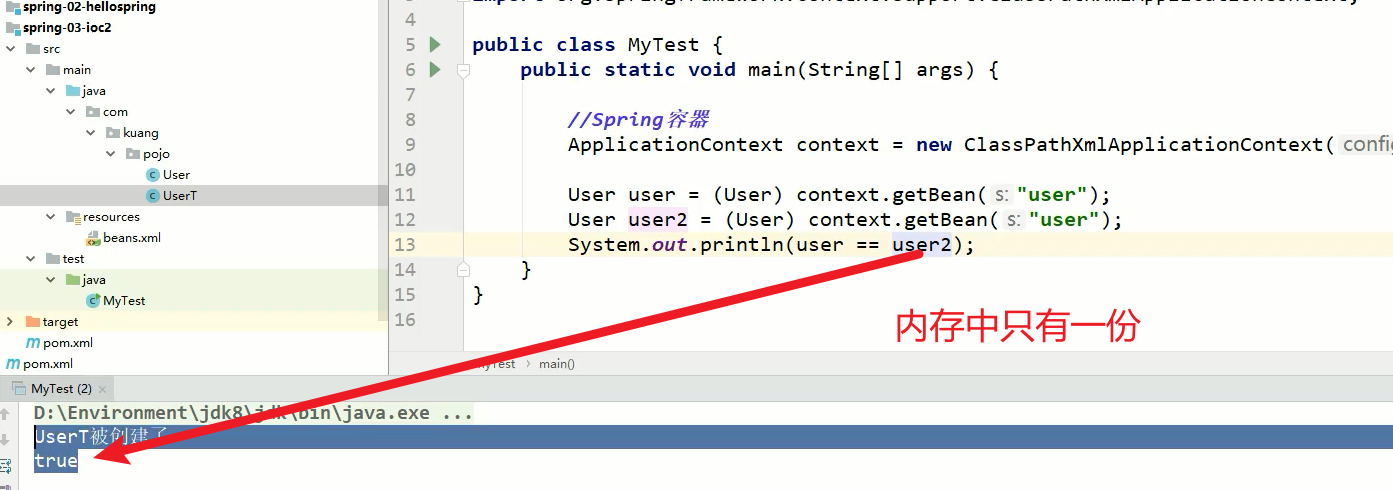 spring-02-hellospring
spring-03-ioc2
src
main
java
com
kuang
pojo
User
UserT
resources
beans.xml
test
java
MyTest
target
pom.xml
pom.xml
4
5 public class MyTest {
6 public static void main(String[] args) {
7
8 //Spring容器
9 ApplicationContext context = new ClassPathXmlApplicationContext(
10
11 User user = (User) context.getBean( s: "user");
12 User user2 = (User) context.getBean( s: "user");
13 System.out.println(user == user2);
14 }
15 }
16
内存中只有一份
MyTest > main()
MyTest (2) ×
D:\Environment\jdk8\jdk\bin\java.exe ...
UserT被创建了
true